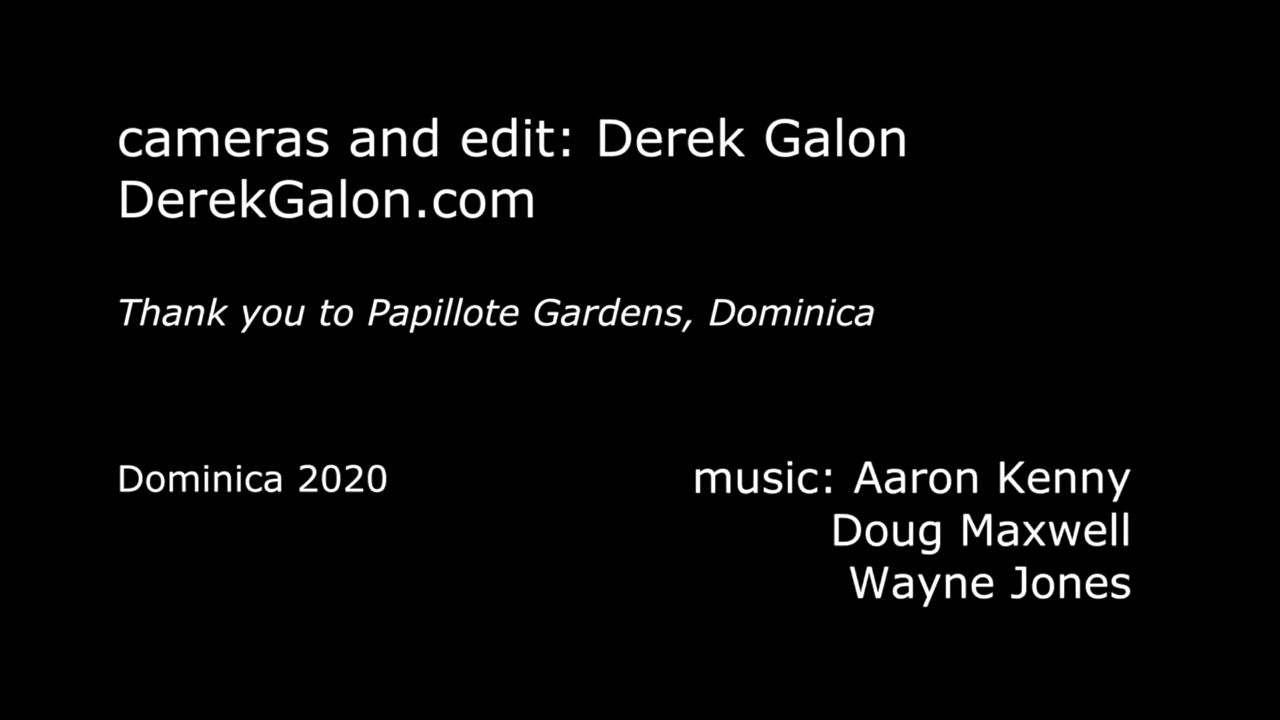 cameras and edit: Derek Galon
DerekGalon.com
Thank you to Papillote Gardens, Dominica
Dominica 2020
music: Aaron Kenny
Doug Maxwell
Wayne Jones